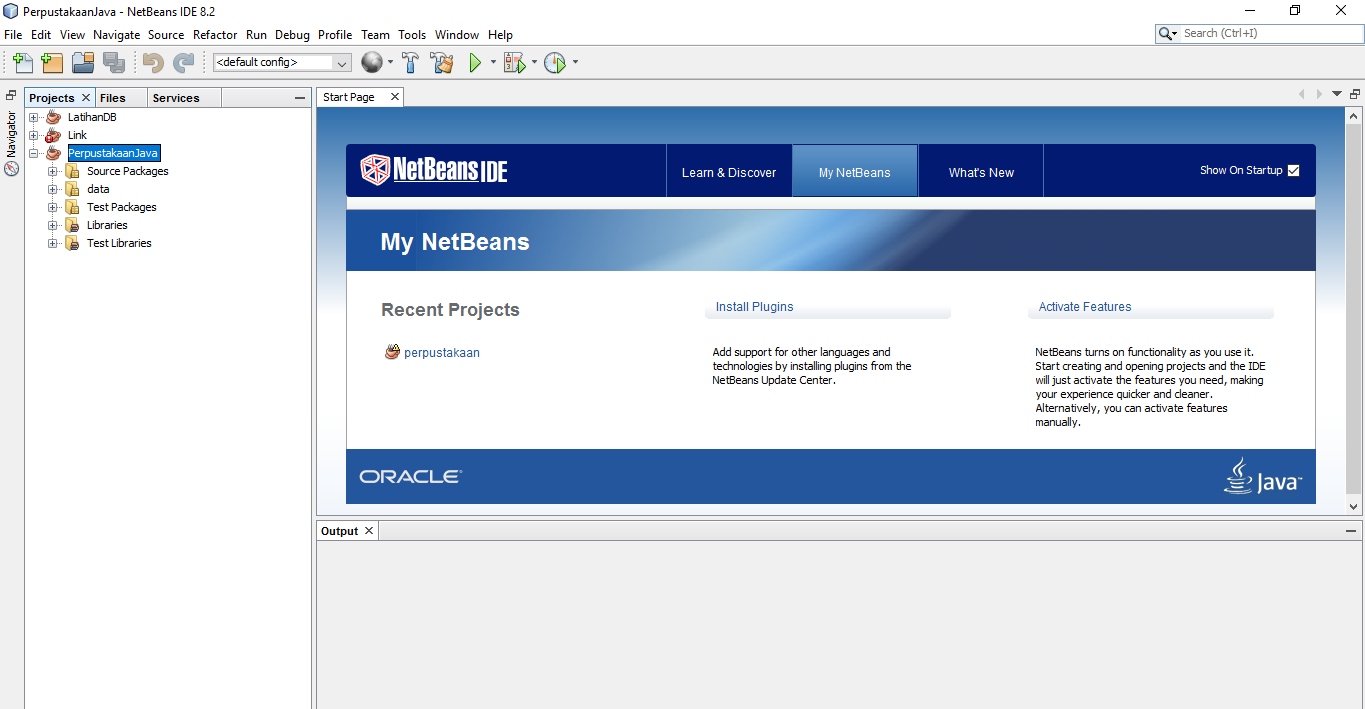 PerpustakaanJava - NetBeans IDE 8.2
File Edit View Navigate Source Refactor Run Debug Profile Team Tools Window Help
Search (Ctrl+I)
<default config>
Navigator
Projects Files Services
LatihanDB
Link
PerpustakaanJava
Source Packages
data
Test Packages
Libraries
Test Libraries
Start Page
NetBeans IDE
Learn & Discover
My NetBeans
What's New
Show On Startup
My NetBeans
Recent Projects
perpustakaan
Install Plugins
Add support for other languages and
technologies by installing plugins from the
NetBeans Update Center.
Activate Features
NetBeans turns on functionality as you use it.
Start creating and opening projects and the IDE
will just activate the features you need, making
your experience quicker and cleaner.
Alternatively, you can activate features
manually.
ORACLE
Java
Output